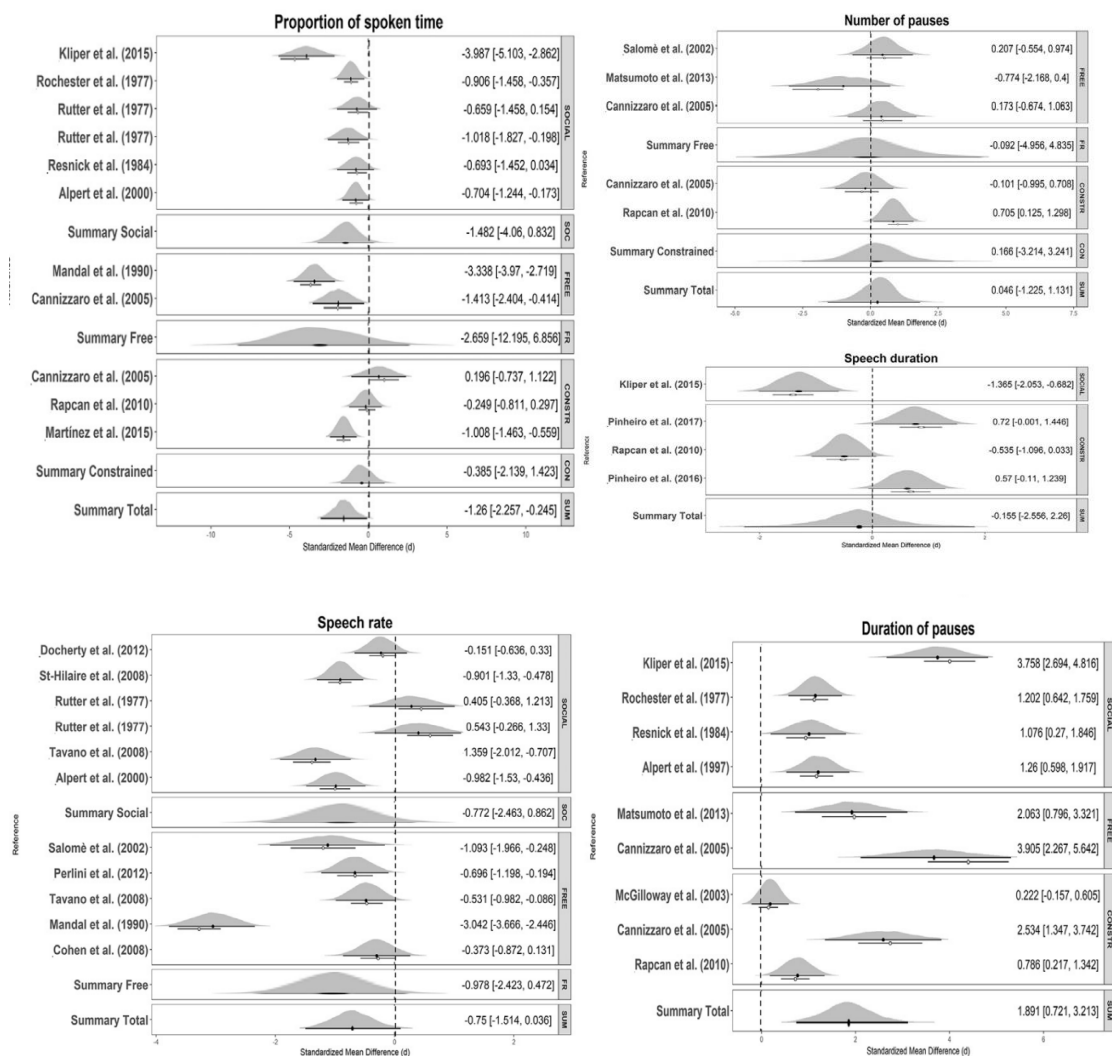 Proportion of spoken time
Kliper et al. (2015) -3.987 [-5.103, -2.862]
Rochester et al. (1977) -0.906 [-1.458, -0.357]
Rutter et al. (1977) -0.659 [-1.458, 0.154]
Rutter et al. (1977) -1.018 [-1.827, -0.198]
Resnick et al. (1984) -0.693 [-1.452, 0.034]
Alpert et al. (2000) -0.704 [-1.244, -0.173]
SOCIAL
Summary Social -1.482 [-4.06, 0.832]
SOC
Mandal et al. (1990) -3.338 [-3.97, -2.719]
Cannizzaro et al. (2005) -1.413 [-2.404, -0.414]
FREE
Summary Free -2.659 [-12.195, 6.856]
FR
Cannizzaro et al. (2005) 0.196 [-0.737, 1.122]
Rapcan et al. (2010) -0.249 [-0.811, 0.297]
Martínez et al. (2015) -1.008 [-1.463, -0.559]
CONSTR
Summary Constrained -0.385 [-2.139, 1.423]
CON
Summary Total -1.26 [-2.257, -0.245]
SUM
-10 -5 0 5 10
Standardized Mean Difference (d)
Number of pauses
Salomè et al. (2002) 0.207 [-0.554, 0.974]
Matsumoto et al. (2013) -0.774 [-2.168, 0.4]
Cannizzaro et al. (2005) 0.173 [-0.674, 1.063]
FREE
Summary Free -0.092 [-4.956, 4.835]
FR
Cannizzaro et al. (2005) -0.101 [-0.995, 0.708]
Rapcan et al. (2010) 0.705 [0.125, 1.298]
CONSTR
Summary Constrained 0.166 [-3.214, 3.241]
CON
Summary Total 0.046 [-1.225, 1.131]
SUM
Reference
-5.0 -2.5 0.0 2.5 5.0 7.5
Standardized Mean Difference (d)
Speech duration
Kliper et al. (2015) -1.365 [-2.053, -0.682]
SOCIAL
Pinheiro et al. (2017) 0.72 [-0.001, 1.446]
Rapcan et al. (2010) -0.535 [-1.096, 0.033]
Pinheiro et al. (2016) 0.57 [-0.11, 1.239]
CONSTR
Summary Total -0.155 [-2.556, 2.26]
SUM
Reference
-2 0 2
Standardized Mean Difference (d)
Speech rate
Docherty et al. (2012) -0.151 [-0.636, 0.33]
St-Hilaire et al. (2008) -0.901 [-1.33, -0.478]
Rutter et al. (1977) 0.405 [-0.368, 1.213]
Rutter et al. (1977) 0.543 [-0.266, 1.33]
Tavano et al. (2008) 1.359 [-2.012, -0.707]
Alpert et al. (2000) -0.982 [-1.53, -0.436]
SOCIAL
Summary Social -0.772 [-2.463, 0.862]
SOC
Salomè et al. (2002) -1.093 [-1.966, -0.248]
Perlini et al. (2012) -0.696 [-1.198, -0.194]
Tavano et al. (2008) -0.531 [-0.982, -0.086]
Mandal et al. (1990) -3.042 [-3.666, -2.446]
Cohen et al. (2008) -0.373 [-0.872, 0.131]
FREE
Summary Free -0.978 [-2.423, 0.472]
FR
Summary Total -0.75 [-1.514, 0.036]
SUM
Reference
-4 -2 0 2
Standardized Mean Difference (d)
Duration of pauses
Kliper et al. (2015) 3.758 [2.694, 4.816]
Rochester et al. (1977) 1.202 [0.642, 1.759]
Resnick et al. (1984) 1.076 [0.27, 1.846]
Alpert et al. (1997) 1.26 [0.598, 1.917]
SOCIAL
Matsumoto et al. (2013) 2.063 [0.796, 3.321]
Cannizzaro et al. (2005) 3.905 [2.267, 5.642]
FREE
McGilloway et al. (2003) 0.222 [-0.157, 0.605]
Cannizzaro et al. (2005) 2.534 [1.347, 3.742]
Rapcan et al. (2010) 0.786 [0.217, 1.342]
CONSTR
Summary Total 1.891 [0.721, 3.213]
SUM
Reference
0 2 4 6
Standardized Mean Difference (d)